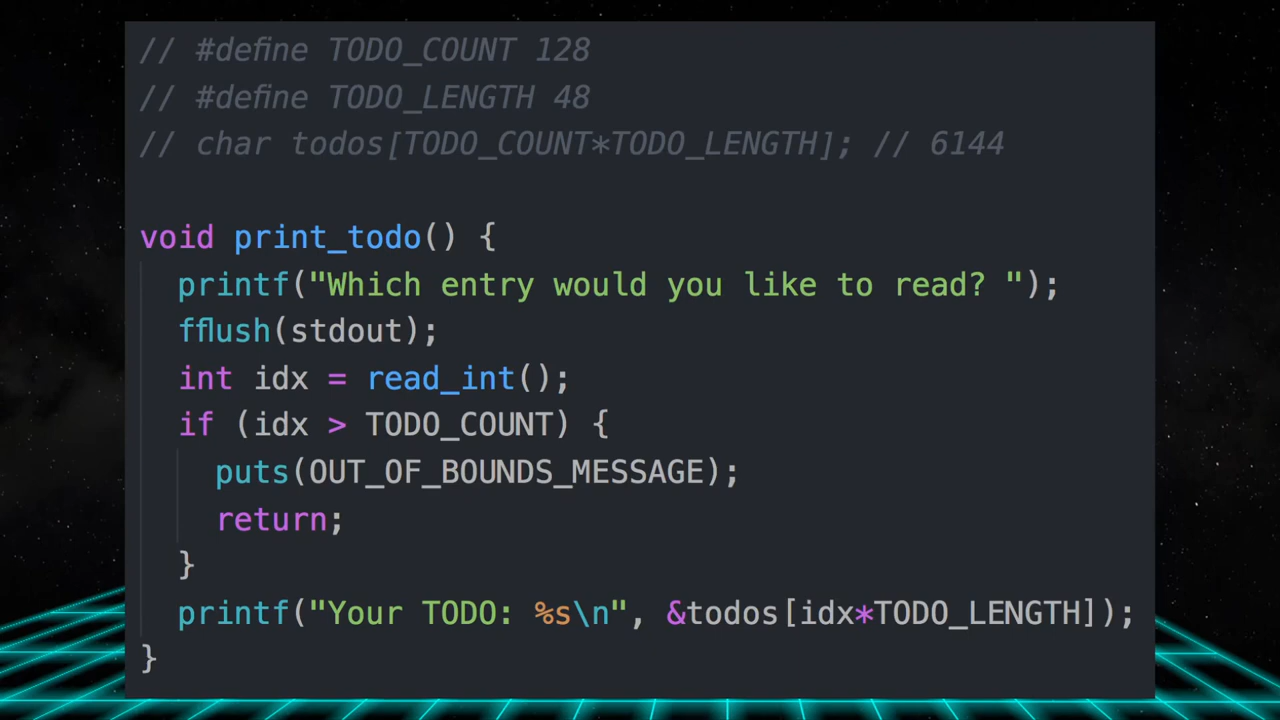 // #define TODO_COUNT 128
// #define TODO_LENGTH 48
// char todos[TODO_COUNT*TODO_LENGTH]; // 6144
void print_todo() {
printf("Which entry would you like to read? ");
fflush(stdout);
int idx = read_int();
if (idx > TODO_COUNT) {
puts(OUT_OF_BOUNDS_MESSAGE);
return;
}
printf("Your TODO: %s\n", &todos[idx*TODO_LENGTH]);
}